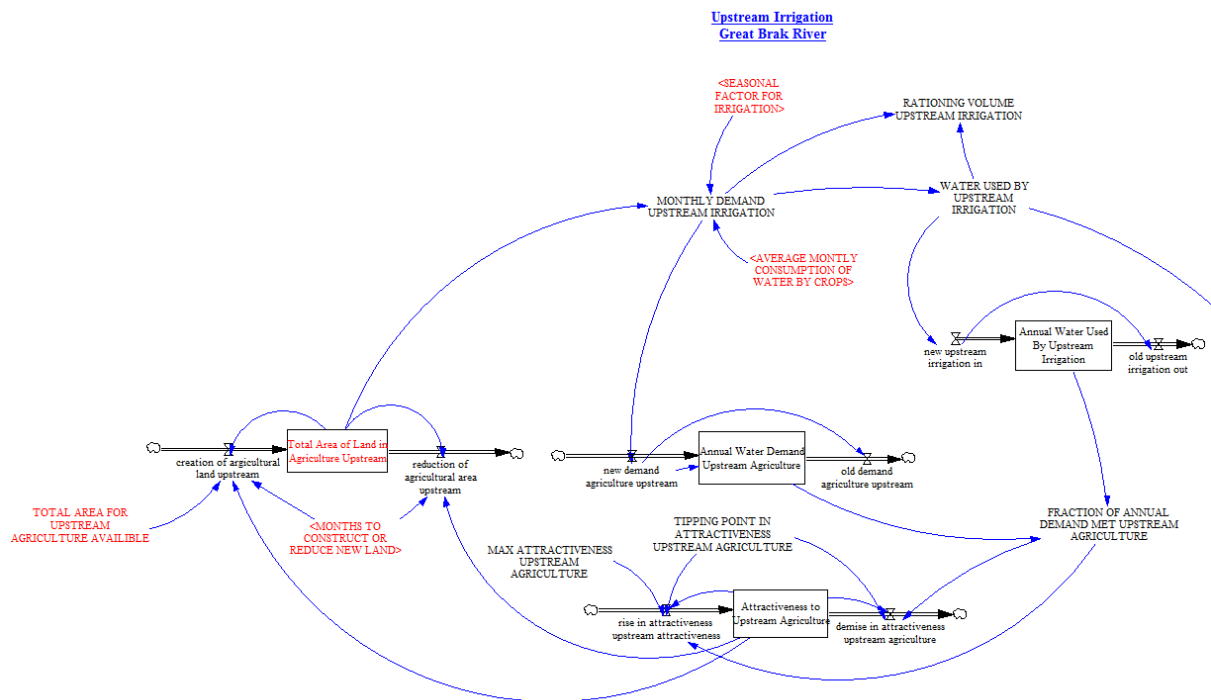 Upstream Irrigation
Great Brak River
<SEASONAL
FACTOR FOR
IRRIGATION>
RATIONING VOLUME
UPSTREAM IRRIGATION
MONTHLY DEMAND
UPSTREAM IRRIGATION
WATER USED BY
UPSTREAM
IRRIGATION
<AVERAGE MONTLY
CONSUMPTION OF
WATER BY CROPS>
new upstream
irrigation in
Annual Water Used
By Upstream
Irrigation
old upstream
irrigation out
creation of argicultural
land upstream
Total Area of Land in
Agriculture Upstream
reduction of
agricultural area
upstream
new demand
agriculture upstream
Annual Water Demand
Upstream Agriculture
old demand
agriculture upstream
TOTAL AREA FOR
UPSTREAM
AGRICULTURE AVAILIBLE
<MONTHS TO
CONSTRUCT OR
REDUCE NEW LAND>
MAX ATTRACTIVENESS
UPSTREAM
AGRICULTURE
TIPPING POINT IN
ATTRACTIVENESS
UPSTREAM AGRICULTURE
FRACTION OF ANNUAL
DEMAND MET UPSTREAM
AGRICULTURE
rise in attractiveness
upstream attractiveness
Attractiveness to
Upstream Agriculture
demise in attractiveness
upstream agriculture